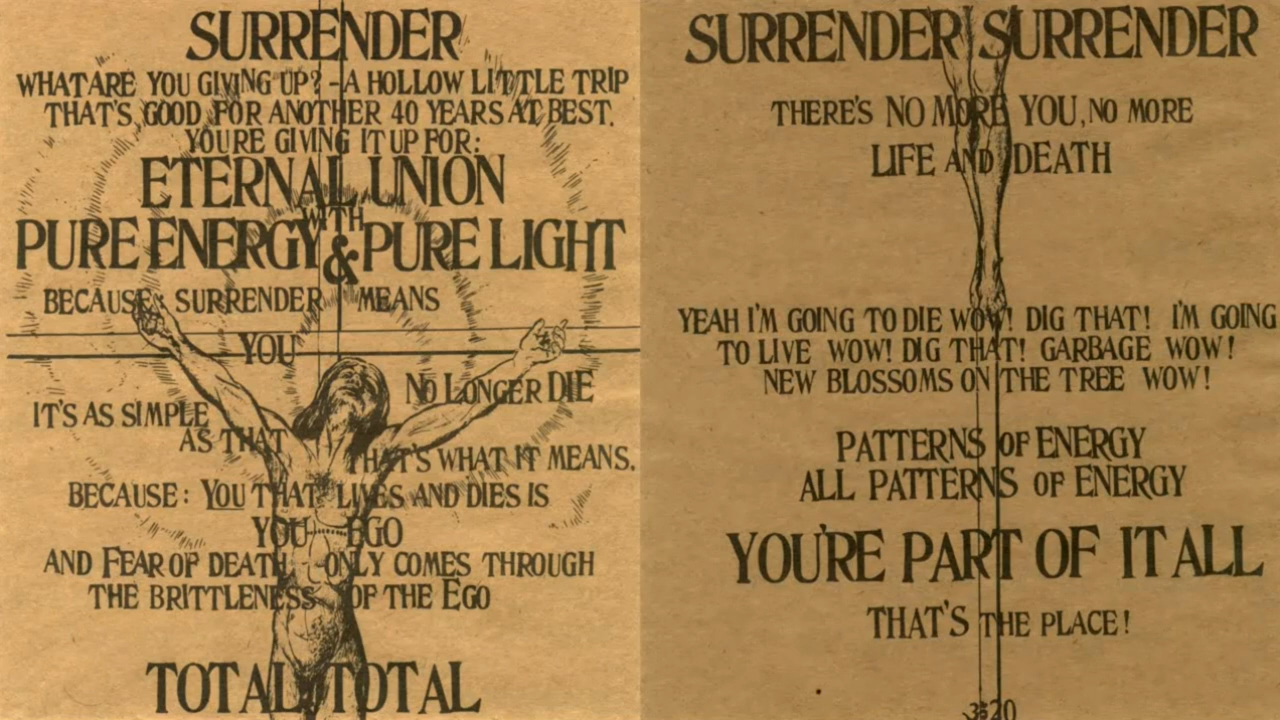 SURRENDER
WHAT ARE YOU GIVING UP? - A HOLLOW LITTLE TRIP
THAT'S GOOD FOR ANOTHER 40 YEARS AT BEST.
YOU'RE GIVING IT UP FOR:
ETERNAL UNION
WITH
PURE ENERGY & PURE LIGHT
BECAUSE: SURRENDER MEANS
YOU
NO LONGER DIE
IT'S AS SIMPLE
AS THAT
THAT'S WHAT IT MEANS.
BECAUSE: YOU THAT LIVES AND DIES IS
YOU EGO
AND FEAR OF DEATH ONLY COMES THROUGH
THE BRITTLENESS OF THE EGO
TOTAL TOTAL
SURRENDER SURRENDER
THERE'S NO MORE YOU, NO MORE
LIFE AND DEATH
YEAH I'M GOING TO DIE WOW! DIG THAT! I'M GOING
TO LIVE WOW! DIG THAT! GARBAGE WOW!
NEW BLOSSOMS ON THE TREE WOW!
PATTERNS OF ENERGY
ALL PATTERNS OF ENERGY
YOU'RE PART OF IT ALL
THAT'S THE PLACE!